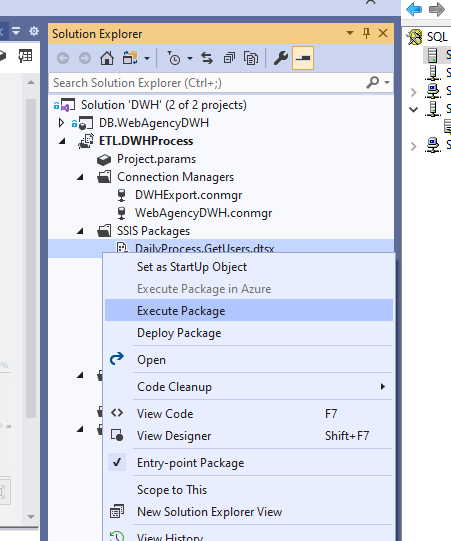 Solution Explorer
Search Solution Explorer (Ctrl+;)
Solution 'DWH' (2 of 2 projects)
DB.WebAgencyDWH
ETL.DWHProcess
Project.params
Connection Managers
DWHExport.conmgr
WebAgencyDWH.conmgr
SSIS Packages
DailyProcess.GetUsers.dtsx
Set as StartUp Object
Execute Package in Azure
Execute Package
Deploy Package
Open
Code Cleanup
View Code F7
View Designer Shift+F7
Entry-point Package
Scope to This
New Solution Explorer View
View History
SQL
S
S
S
S
S